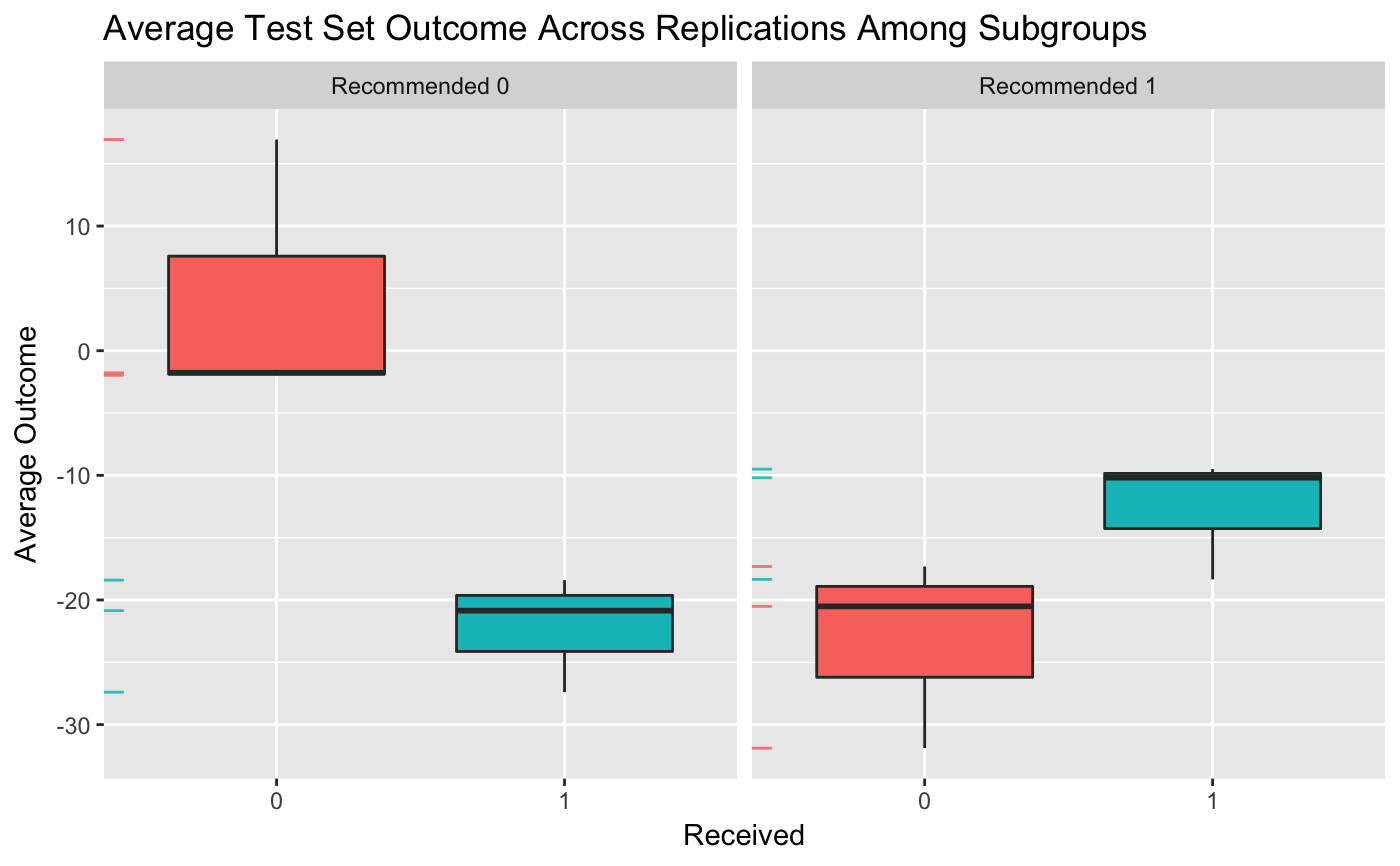 Average Test Set Outcome Across Replications Among Subgroups
Recommended 0
Recommended 1
Average Outcome
10
0
-10
-20
-30
0
1
0
1
Received